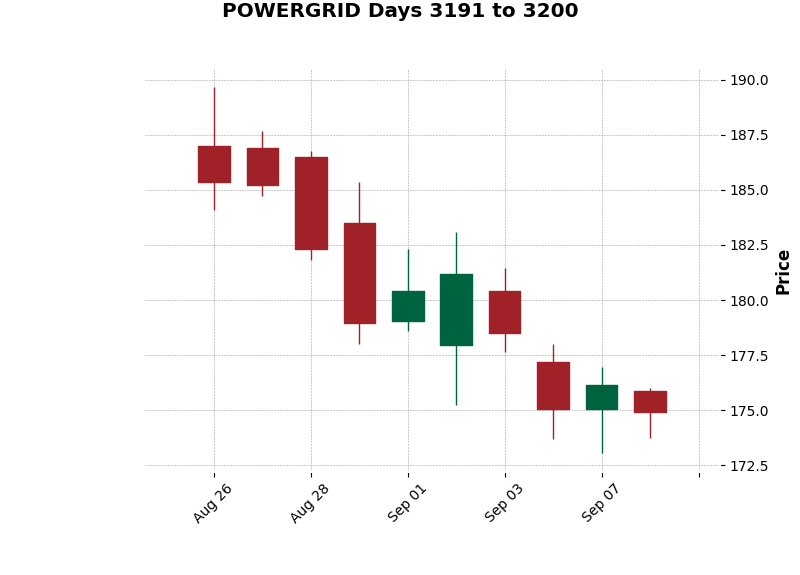 POWERGRID Days 3191 to 3200
190.0
187.5
185.0
182.5
180.0
177.5
175.0
172.5
Price
Aug 26
Aug 28
Sep 01
Sep 03
Sep 07